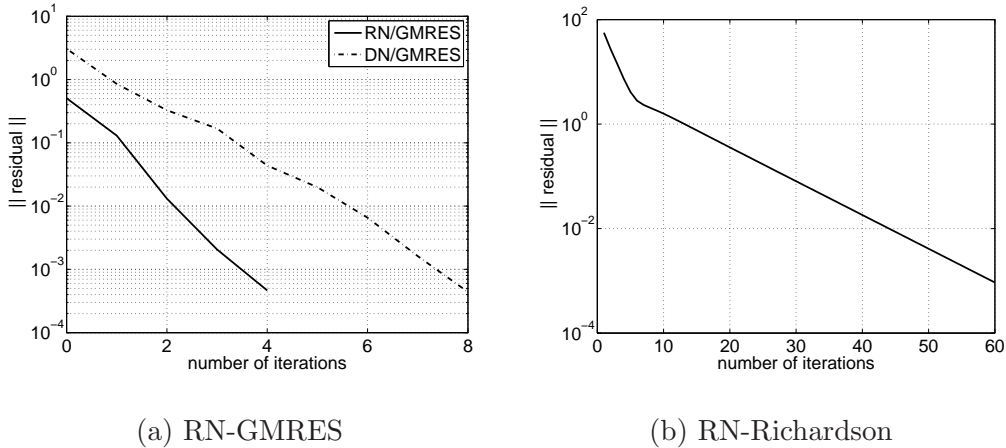 10^1
10^0
10^-1
10^-2
10^-3
10^-4
|| residual ||
RN/GMRES
DN/GMRES
0 2 4 6 8
number of iterations
(a) RN-GMRES
10^2
10^0
10^-2
10^-4
|| residual ||
0 10 20 30 40 50 60
number of iterations
(b) RN-Richardson